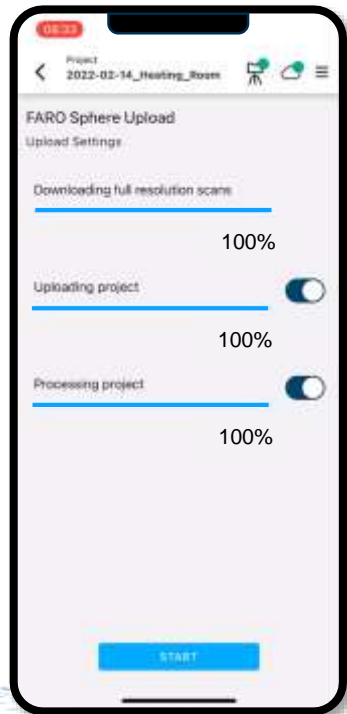 08:33
Project
2022-02-14_Heating_Room
FARO Sphere Upload
Upload Settings
Downloading full resolution scans
100%
Uploading project
100%
Processing project
100%
START